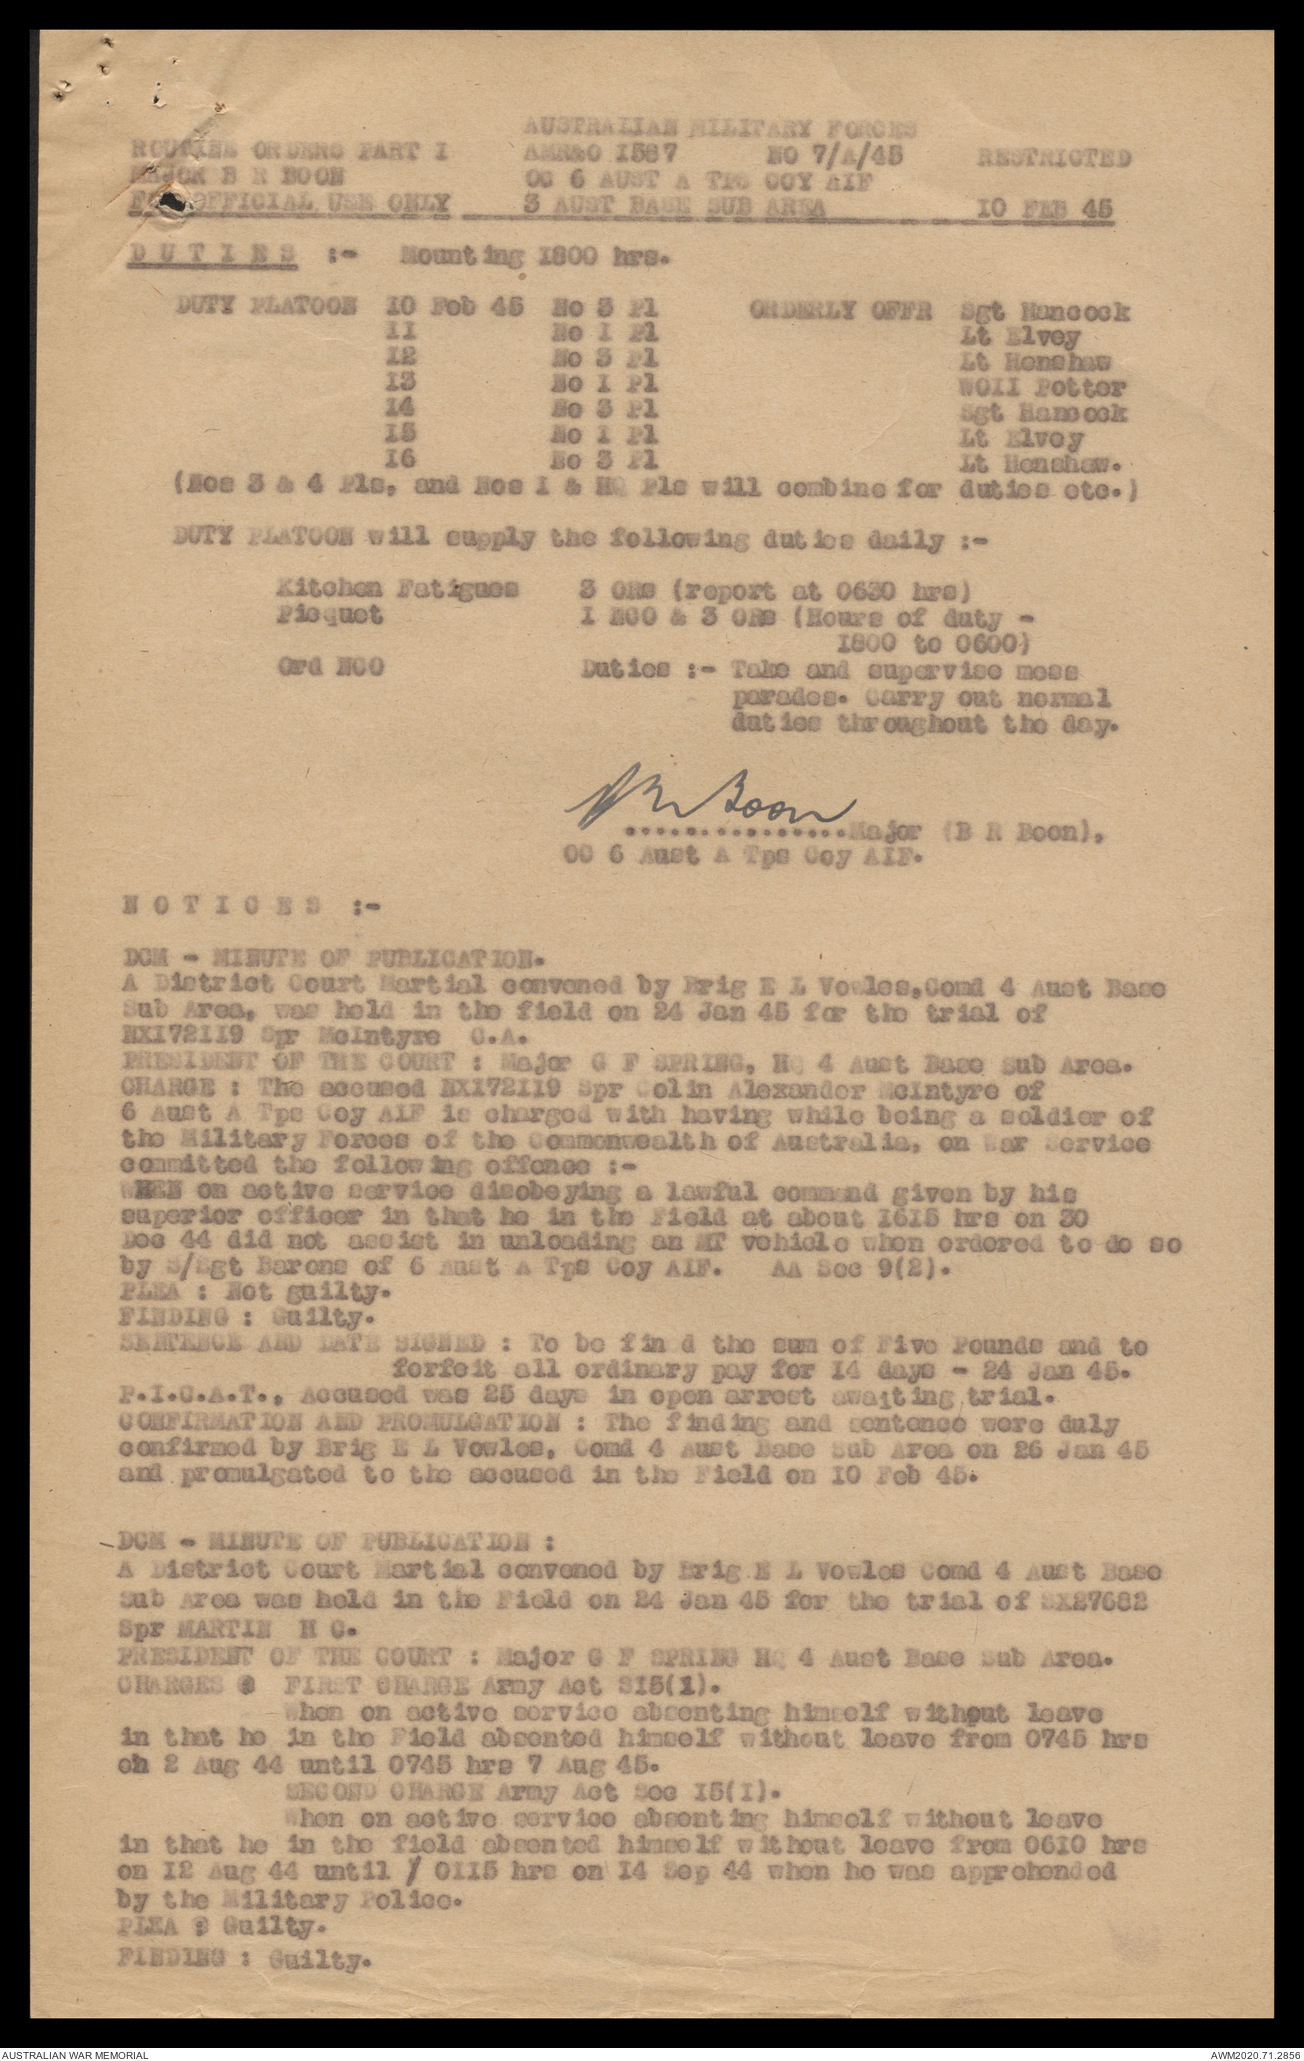 AUSTRALIAN MILITARY FORCES
ROUTINE ORDERS PART I AMR&O 1587 NO 7/A/45 RESTRICTED
MAJOR B R BOON OC 6 AUST A TPS COY AIF
FOR OFFICIAL USE ONLY 3 AUST BASE SUB AREA 10 FEB 45
D U T I E S :- Mounting 1800 hrs.
DUTY PLATOON 10 Feb 45 No 3 Pl ORDERLY OFFR Sgt Hancock
11 No 1 Pl Lt Elvey
12 No 3 Pl Lt Henshaw
13 No 1 Pl WOII Potter
14 No 3 Pl Sgt Hancock
15 No 1 Pl Lt Elvey
16 No 3 Pl Lt Henshaw.
(Nos 3 & 4 Pls, and Nos 1 & HQ Pls will combine for duties etc.)
DUTY PLATOON will supply the following duties daily :-
Kitchen Fatigues 3 ORs (report at 0630 hrs)
Picquet 1 NCO & 3 ORs (Hours of duty -
1800 to 0600)
Ord NCO Duties :- Take and supervise mess
parades. Carry out normal
duties throughout the day.
B R Boon
...............Major (B R Boon),
OC 6 Aust A Tps Coy AIF.
N O T I C E S :-
DCM - MINUTE OF PUBLICATION.
A District Court Martial convened by Brig E L Vowles,Comd 4 Aust Base
Sub Area, was held in the field on 24 Jan 45 for the trial of
NX172119 Spr McIntyre C.A.
PRESIDENT OF THE COURT : Major G F SPRING, HQ 4 Aust Base Sub Area.
CHARGE : The accused NX172119 Spr Colin Alexander McIntyre of
6 Aust A Tps Coy AIF is charged with having while being a soldier of
the Military Forces of the Commonwealth of Australia, on War Service
committed the following offence :-
WHEN on active service disobeying a lawful command given by his
superior officer in that he in the Field at about 1615 hrs on 30
Dec 44 did not assist in unloading an MT vehicle when ordered to do so
by S/Sgt Barons of 6 Aust A Tps Coy AIF. AA Sec 9(2).
PLEA : Not guilty.
FINDING : Guilty.
SENTENCE AND DATE SIGNED : To be fin d the sum of Five Pounds and to
forfeit all ordinary pay for 14 days - 24 Jan 45.
P.I.C.A.T., Accused was 25 days in open arrest awaiting trial.
CONFIRMATION AND PROMULGATION : The finding and sentence were duly
confirmed by Brig E L Vowles, Comd 4 Aust Base Sub Area on 26 Jan 45
and promulgated to the accused in the Field on 10 Feb 45.
DCM - MINUTE OF PUBLICATION :
A District Court Martial convened by Brig E L Vowles Comd 4 Aust Base
Sub Area was held in the Field on 24 Jan 45 for the trial of SX27682
Spr MARTIN H C.
PRESIDENT OF THE COURT : Major G F SPRING HQ 4 Aust Base Sub Area.
CHARGES : FIRST CHARGE Army Act S15(1).
When on active service absenting himself without leave
in that he in the Field absented himself without leave from 0745 hrs
on 2 Aug 44 until 0745 hrs 7 Aug 45.
SECOND CHARGE Army Act Sec 15(1).
When on active service absenting himself without leave
in that he in the field absented himself without leave from 0610 hrs
on 12 Aug 44 until / 0115 hrs on 14 Sep 44 when he was apprehended
by the Military Police.
PLEA : Guilty.
FINDING : Guilty.
AUSTRALIAN WAR MEMORIAL AWM2020.71.2856